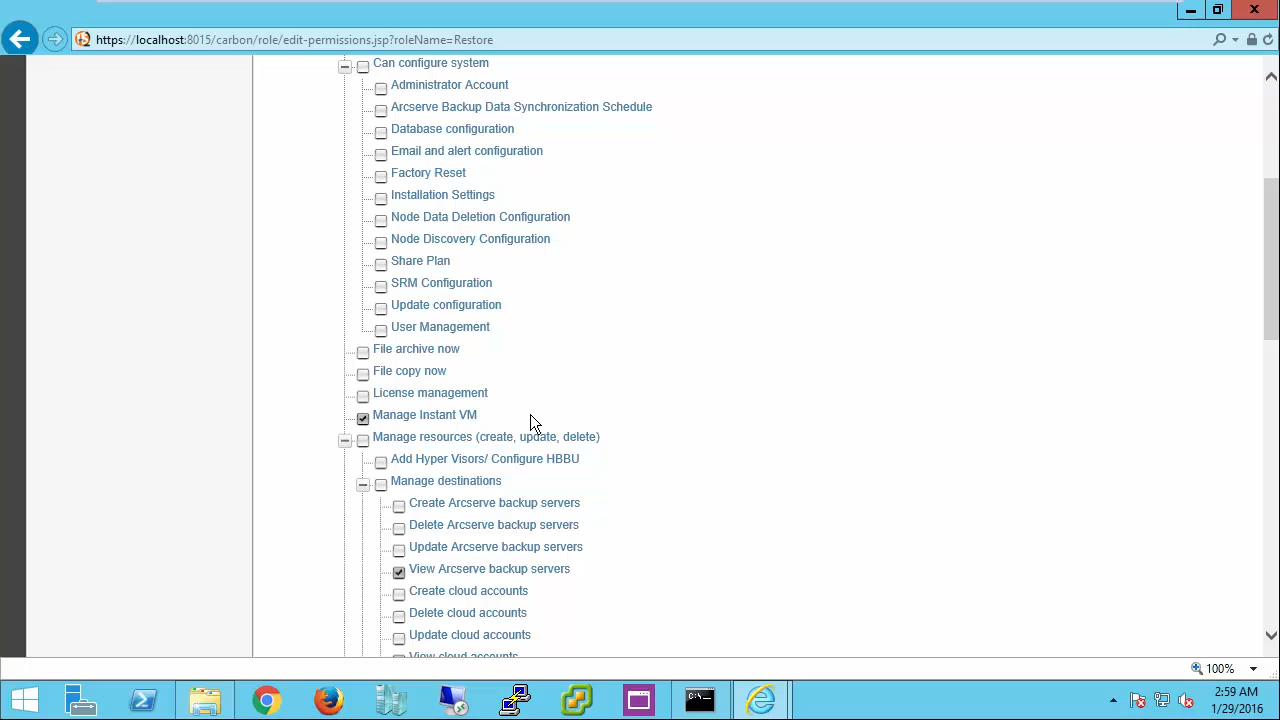 https://localhost:8015/carbon/role/edit-permissions.jsp?roleName=Restore
Can configure system
Administrator Account
Arcserve Backup Data Synchronization Schedule
Database configuration
Email and alert configuration
Factory Reset
Installation Settings
Node Data Deletion Configuration
Node Discovery Configuration
Share Plan
SRM Configuration
Update configuration
User Management
File archive now
File copy now
License management
Manage Instant VM
Manage resources (create, update, delete)
Add Hyper Visors/ Configure HBBU
Manage destinations
Create Arcserve backup servers
Delete Arcserve backup servers
Update Arcserve backup servers
View Arcserve backup servers
Create cloud accounts
Delete cloud accounts
Update cloud accounts
View cloud accounts
100%
2:59 AM
1/29/2016